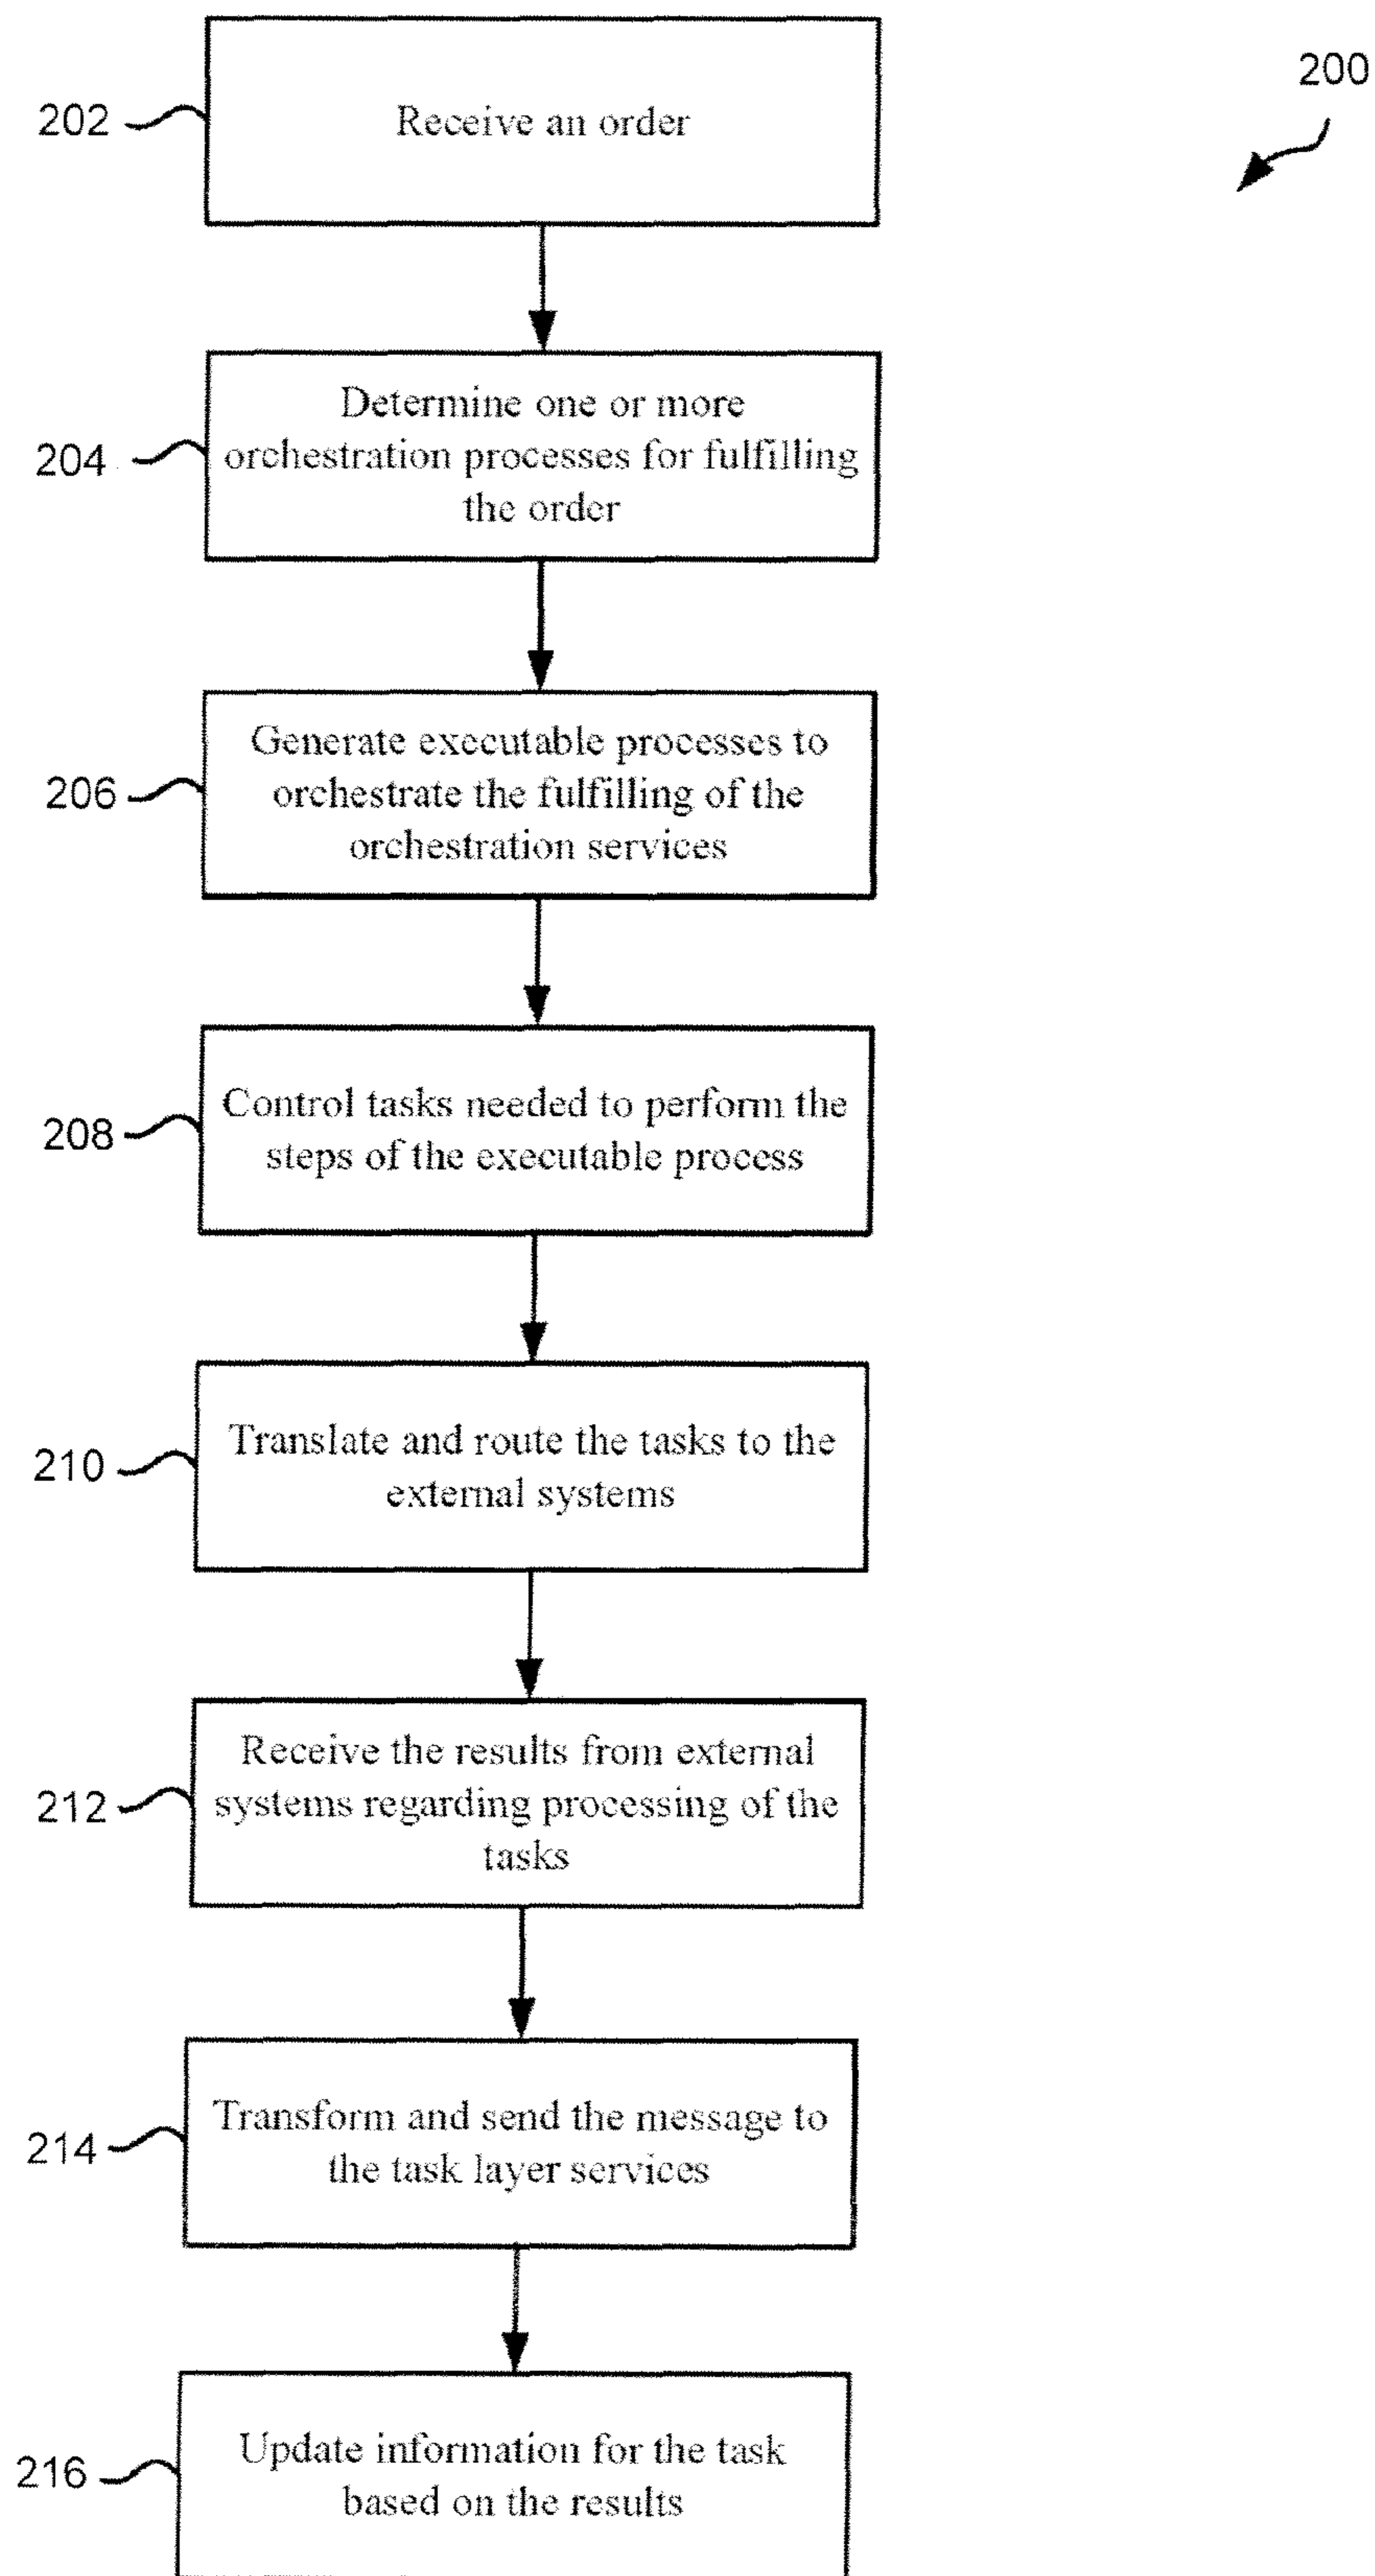 200
202
Receive an order
204
Determine one or more
orchestration processes for fulfilling
the order
206
Generate executable processes to
orchestrate the fulfilling of the
orchestration services
208
Control tasks needed to perform the
steps of the executable process
210
Translate and route the tasks to the
external systems
212
Receive the results from external
systems regarding processing of the
tasks
214
Transform and send the message to
the task layer services
216
Update information for the task
based on the results